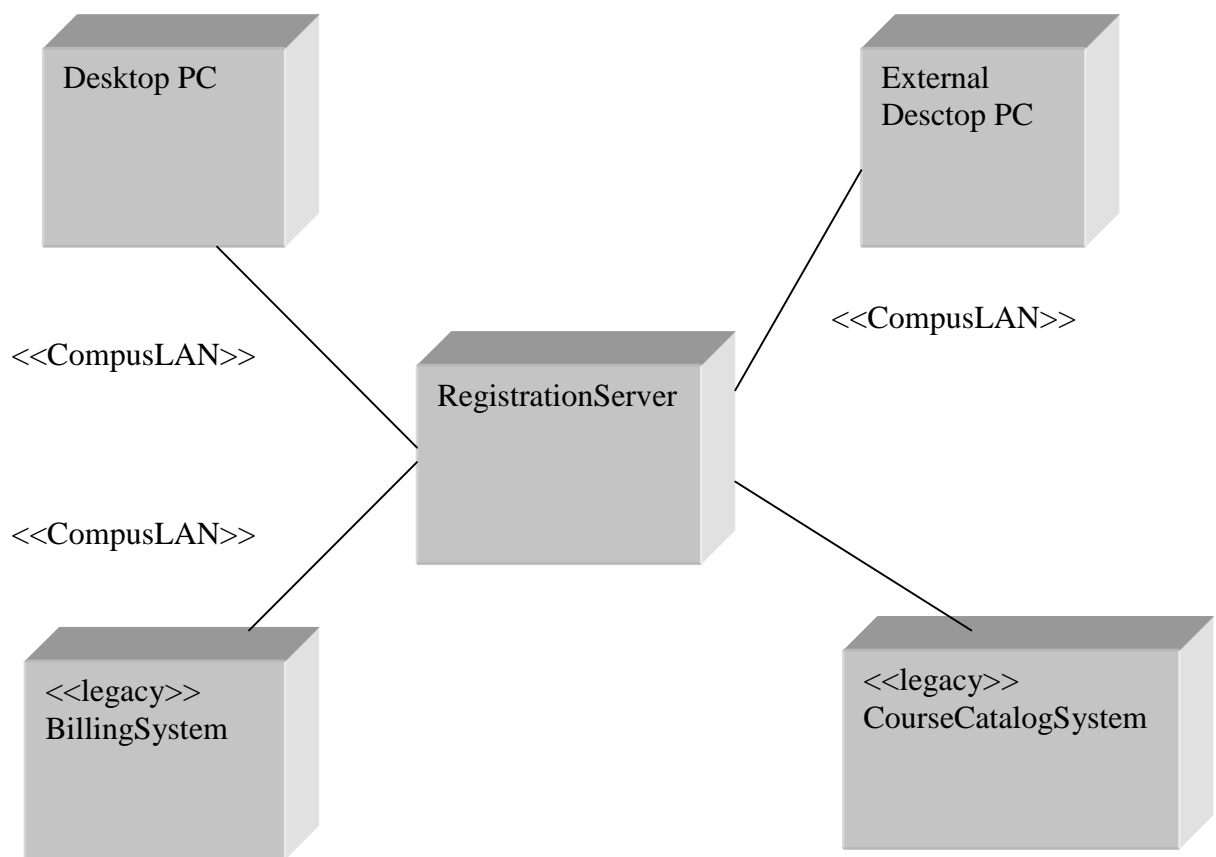 Desktop PC
External
Desctop PC
<<CompusLAN>>
<<CompusLAN>>
RegistrationServer
<<CompusLAN>>
<<legacy>>
BillingSystem
<<legacy>>
CourseCatalogSystem